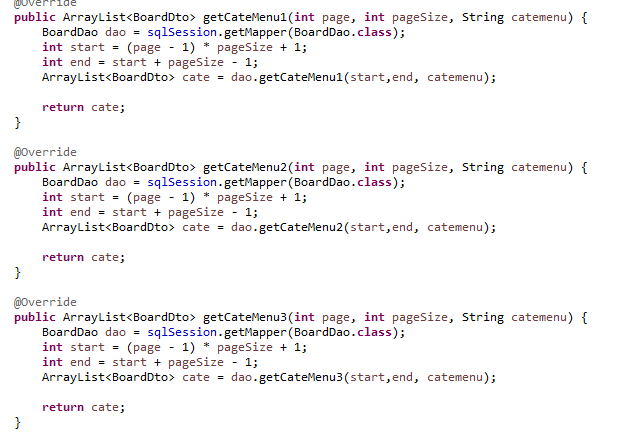 @Override
public ArrayList<BoardDto> getCateMenu1(int page, int pageSize, String catemenu) {
    BoardDao dao = sqlSession.getMapper(BoardDao.class);
    int start = (page - 1) * pageSize + 1;
    int end = start + pageSize - 1;
    ArrayList<BoardDto> cate = dao.getCateMenu1(start,end, catemenu);

    return cate;
}

@Override
public ArrayList<BoardDto> getCateMenu2(int page, int pageSize, String catemenu) {
    BoardDao dao = sqlSession.getMapper(BoardDao.class);
    int start = (page - 1) * pageSize + 1;
    int end = start + pageSize - 1;
    ArrayList<BoardDto> cate = dao.getCateMenu2(start,end, catemenu);

    return cate;
}

@Override
public ArrayList<BoardDto> getCateMenu3(int page, int pageSize, String catemenu) {
    BoardDao dao = sqlSession.getMapper(BoardDao.class);
    int start = (page - 1) * pageSize + 1;
    int end = start + pageSize - 1;
    ArrayList<BoardDto> cate = dao.getCateMenu3(start,end, catemenu);

    return cate;
}